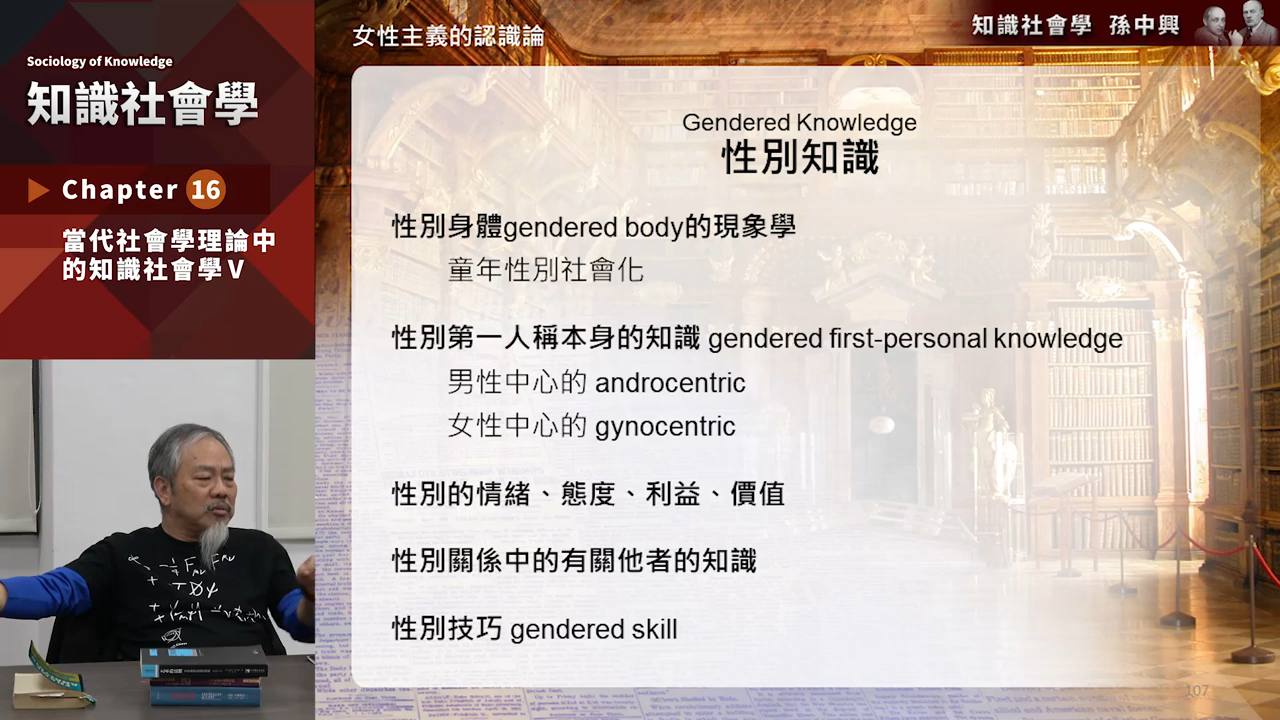 Sociology of Knowledge
知識社會學
Chapter 16
當代社會學理論中
的知識社會學 V
女性主義的認識論
知識社會學 孫中興
Gendered Knowledge
性別知識
性別身體gendered body的現象學
童年性別社會化
性別第一人稱本身的知識 gendered first-personal knowledge
男性中心的 androcentric
女性中心的 gynocentric
性別的情緒、態度、利益、價值
性別關係中的有關他者的知識
性別技巧 gendered skill
107